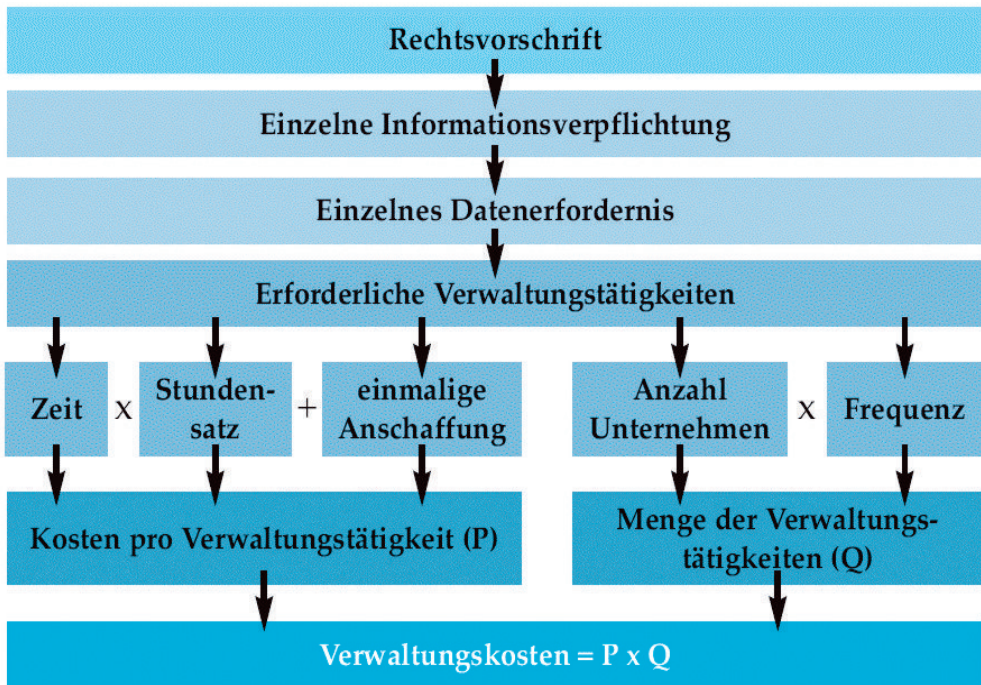 Rechtsvorschrift
Einzelne Informationsverpflichtung
Einzelnes Datenerfordernis
Erforderliche Verwaltungstätigkeiten
Zeit
x
Stunden-
satz
+
einmalige
Anschaffung
Anzahl
Unternehmen
x
Frequenz
Kosten pro Verwaltungstätigkeit (P)
Menge der Verwaltungs-
tätigkeiten (Q)
Verwaltungskosten = P x Q